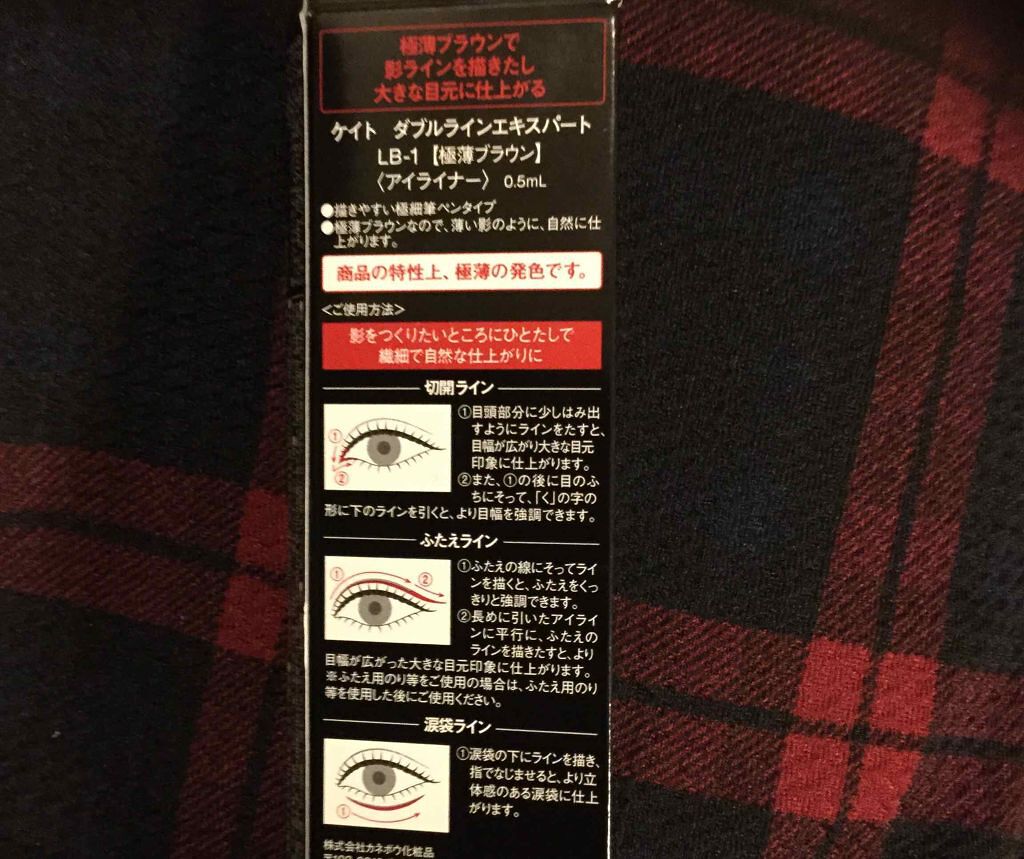 極薄ブラウンで
影ラインを描きたし
大きな目元に仕上がる
ケイト ダブルラインエキスパート
LB-1【極薄ブラウン】
〈アイライナー〉 0.5mL
●描きやすい極細筆ペンタイプ
●極薄ブラウンなので、薄い影のように、自然に仕
上がります。
商品の特性上、極薄の発色です。
<ご使用方法>
影をつくりたいところにひとたしで
繊細で自然な仕上がりに
切開ライン
①目頭部分に少しはみ出
すようにラインをたすと、
目幅が広がり大きな目元
印象に仕上がります。
②また、①の後に目のふ
ちにそって、「く」の字の
形に下のラインを引くと、より目幅を強調できます。
①
②
ふたえライン
①ふたえの線にそってライ
ンを描くと、ふたえをくっ
きりと強調できます。
②長めに引いたアイライ
ンに平行に、ふたえの
ラインを描きたすと、より
目幅が広がった大きな目元印象に仕上がります。
※ふたえ用のり等をご使用の場合は、ふたえ用のり
等を使用した後にご使用ください。
①
②
涙袋ライン
①涙袋の下にラインを描き、
指でなじませると、より立
体感のある涙袋に仕上
がります。
①
株式会社カネボウ化粧品